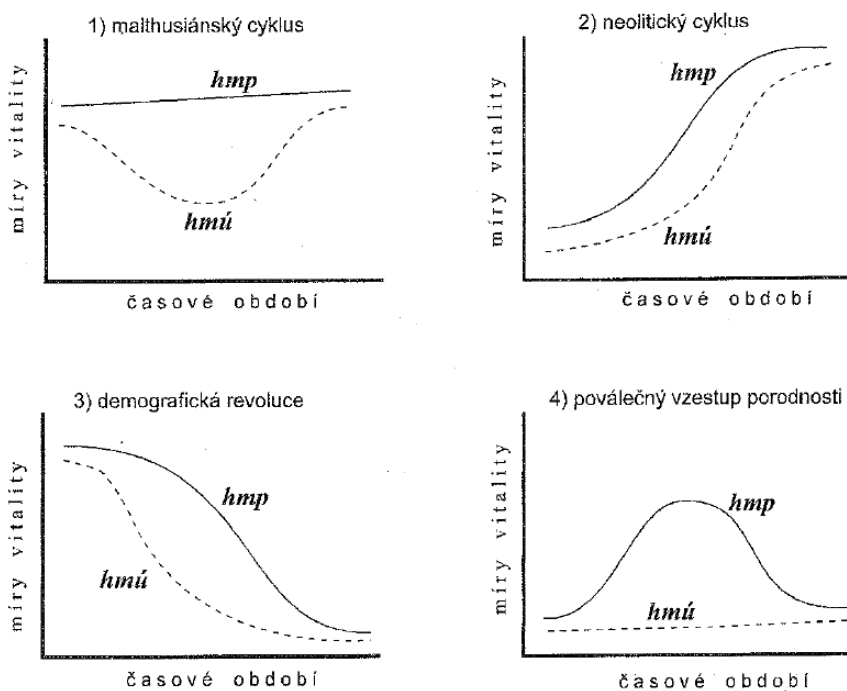 1) malthusiánský cyklus
míry vitality
hmp
hmú
časové období
2) neolitický cyklus
míry vitality
hmp
hmú
časové období
3) demografická revoluce
míry vitality
hmp
hmú
časové období
4) poválečný vzestup porodnosti
míry vitality
hmp
hmú
časové období